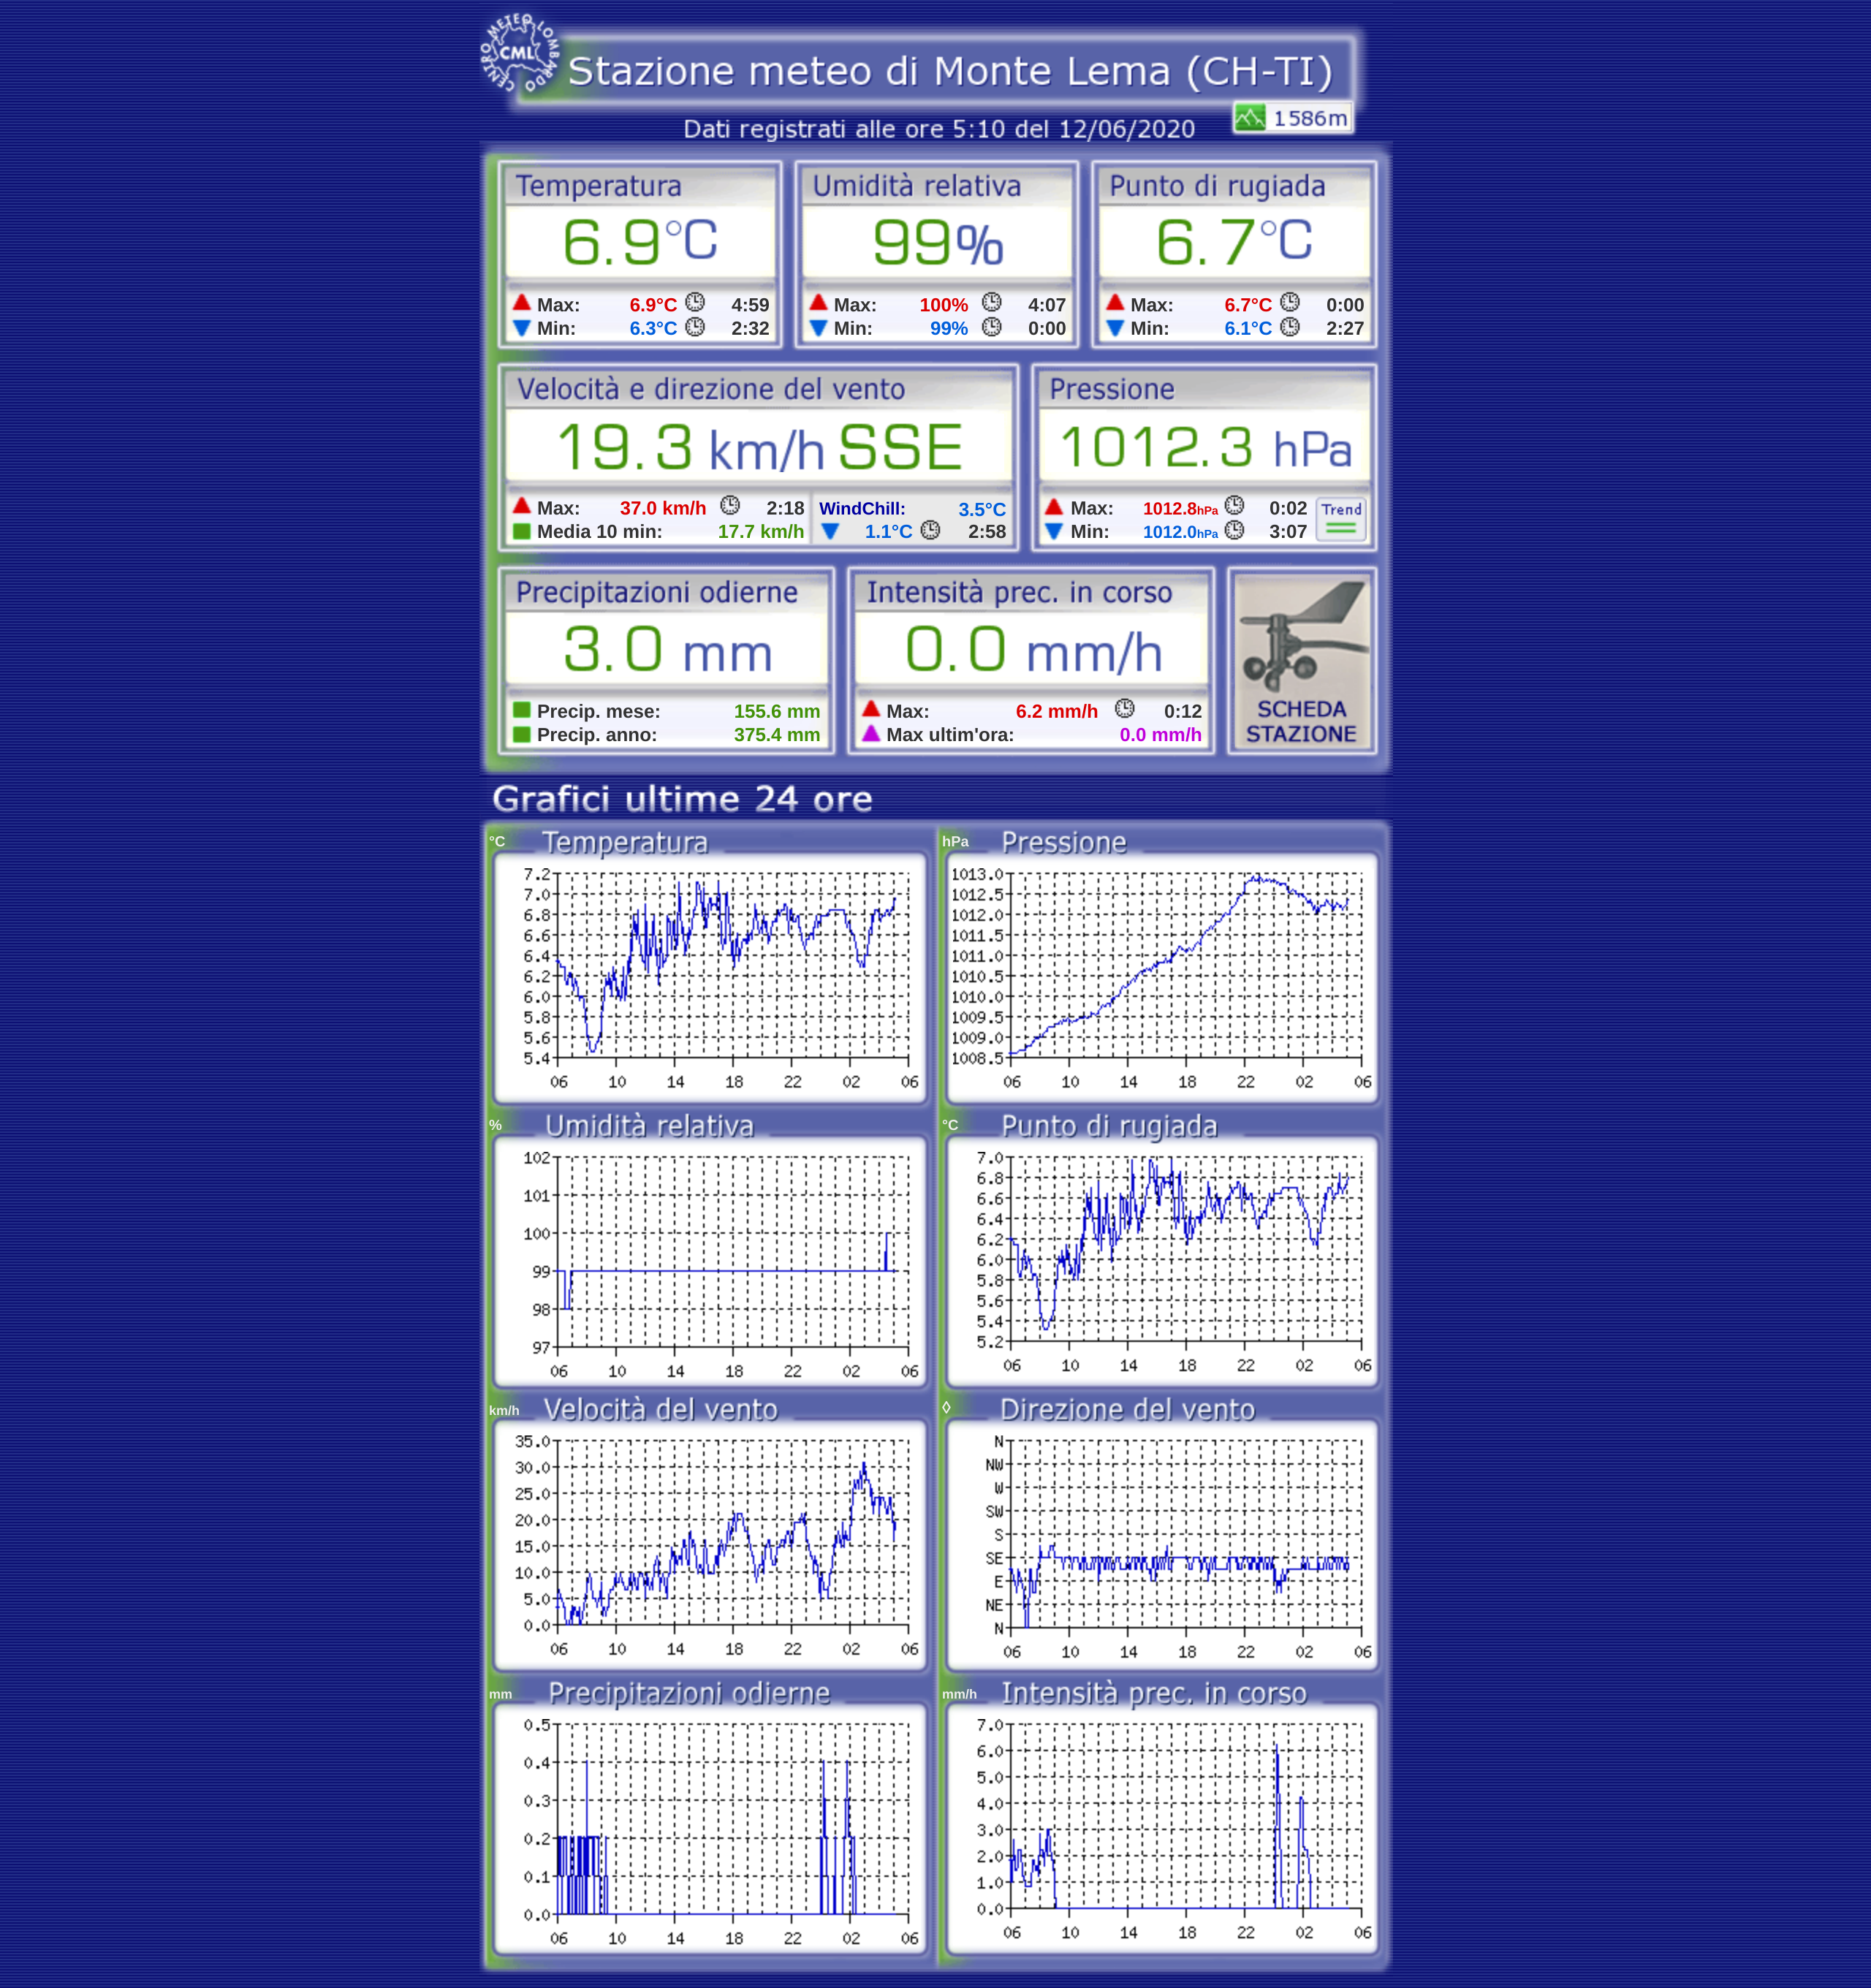 CENTRO METEO LOMBARDO
CML
Stazione meteo di Monte Lema (CH-TI)
1586m
Dati registrati alle ore 5:10 del 12/06/2020
Temperatura
6.9°C
Max: 6.9°C 4:59
Min: 6.3°C 2:32
Umidità relativa
99%
Max: 100% 4:07
Min: 99% 0:00
Punto di rugiada
6.7°C
Max: 6.7°C 0:00
Min: 6.1°C 2:27
Velocità e direzione del vento
19.3 km/h SSE
Max: 37.0 km/h 2:18
Media 10 min: 17.7 km/h
WindChill: 3.5°C
1.1°C 2:58
Pressione
1012.3 hPa
Max: 1012.8hPa 0:02
Min: 1012.0hPa 3:07
Trend
Precipitazioni odierne
3.0 mm
Precip. mese: 155.6 mm
Precip. anno: 375.4 mm
Intensità prec. in corso
0.0 mm/h
Max: 6.2 mm/h 0:12
Max ultim'ora: 0.0 mm/h
SCHEDA
STAZIONE
Grafici ultime 24 ore
°C Temperatura
7.2
7.0
6.8
6.6
6.4
6.2
6.0
5.8
5.6
5.4
06 10 14 18 22 02 06
hPa Pressione
1013.0
1012.5
1012.0
1011.5
1011.0
1010.5
1010.0
1009.5
1009.0
1008.5
06 10 14 18 22 02 06
% Umidità relativa
102
101
100
99
98
97
06 10 14 18 22 02 06
°C Punto di rugiada
7.0
6.8
6.6
6.4
6.2
6.0
5.8
5.6
5.4
5.2
06 10 14 18 22 02 06
km/h Velocità del vento
35.0
30.0
25.0
20.0
15.0
10.0
5.0
0.0
06 10 14 18 22 02 06
◊ Direzione del vento
N
NW
W
SW
S
SE
E
NE
N
06 10 14 18 22 02 06
mm Precipitazioni odierne
0.5
0.4
0.3
0.2
0.1
0.0
06 10 14 18 22 02 06
mm/h Intensità prec. in corso
7.0
6.0
5.0
4.0
3.0
2.0
1.0
0.0
06 10 14 18 22 02 06